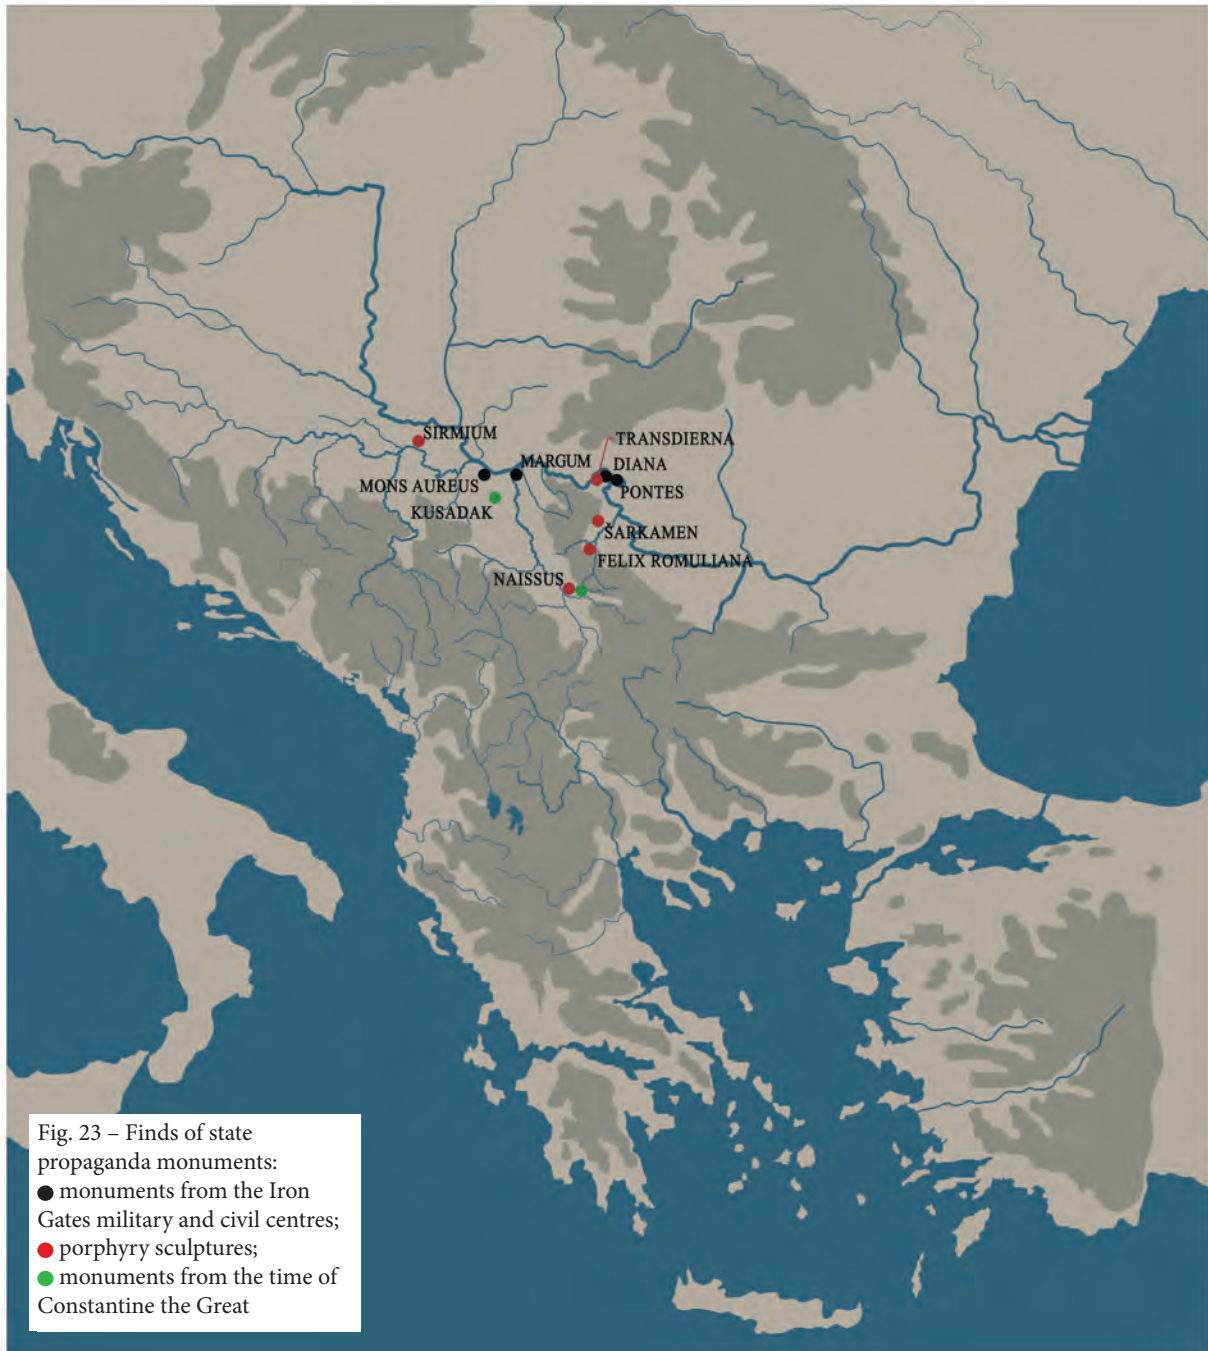 SIRMIUM
TRANSDIERNA
MARGUM
DIANA
MONS AUREUS
PONTES
KUSADAK
ŠARKAMEN
FELIX ROMULIANA
NAISSUS
Fig. 23 – Finds of state
propaganda monuments:
monuments from the Iron
Gates military and civil centres;
porphyry sculptures;
monuments from the time of
Constantine the Great